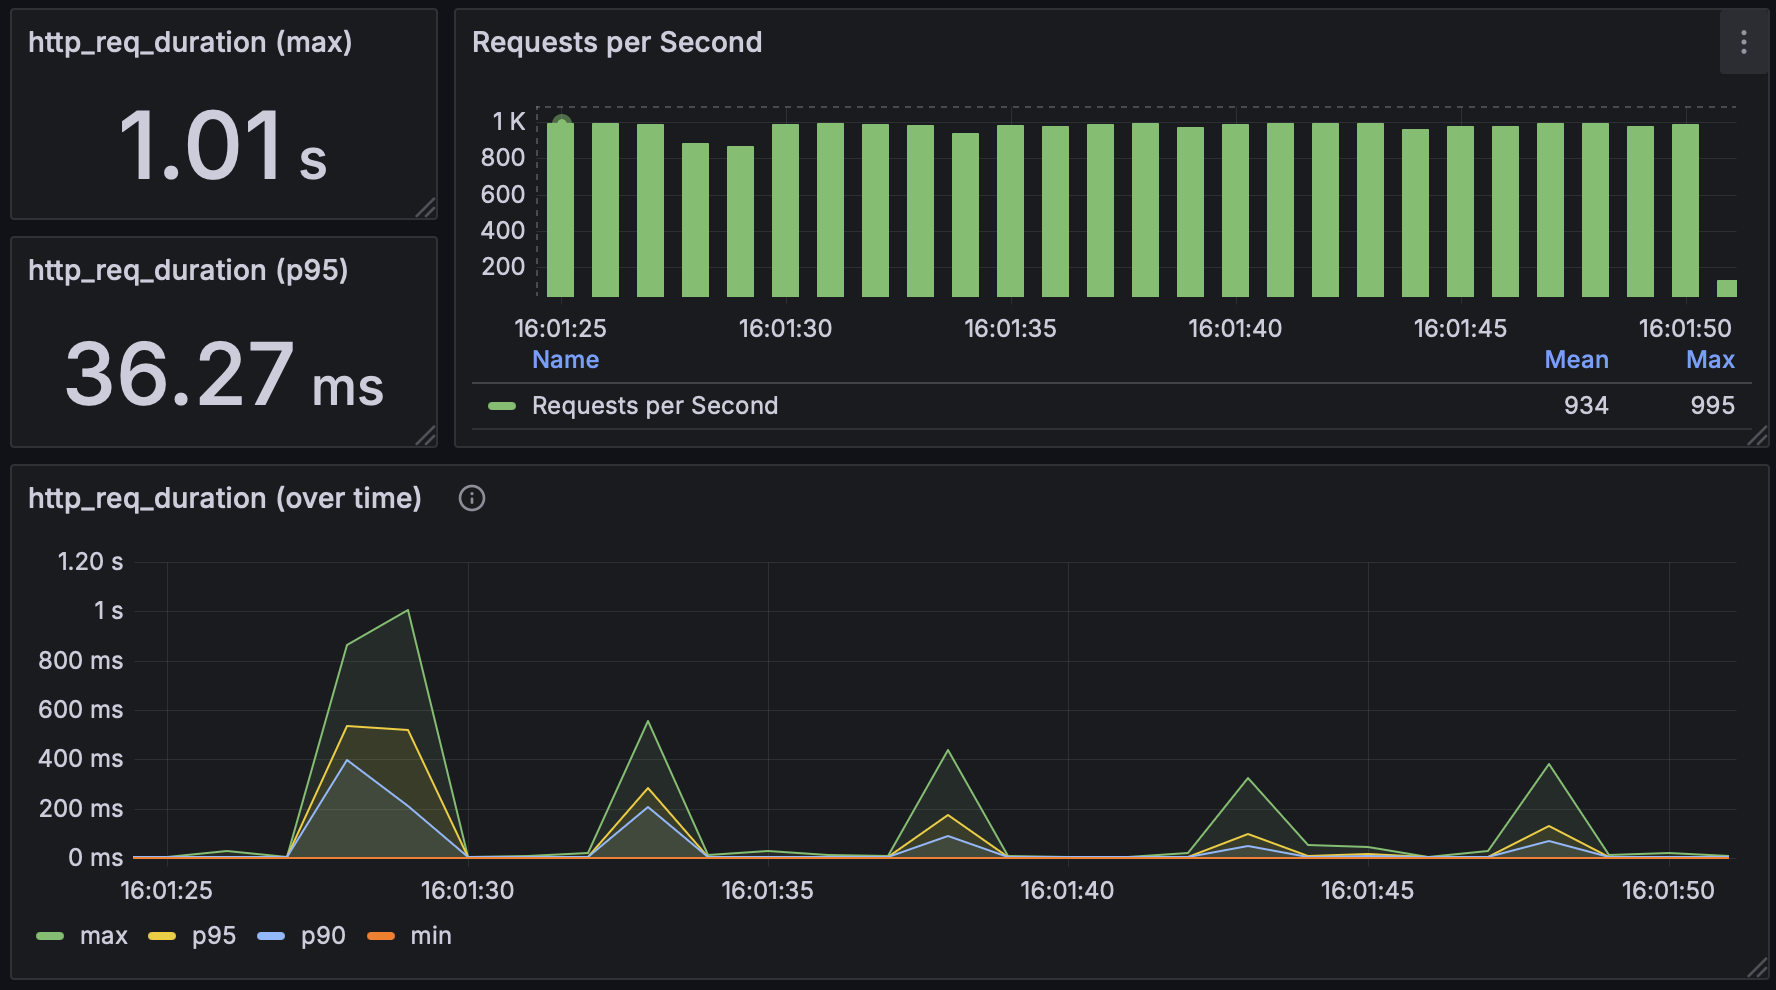 http_req_duration (max)
1.01 s
http_req_duration (p95)
36.27 ms
Requests per Second
1 K
800
600
400
200
16:01:25 16:01:30 16:01:35 16:01:40 16:01:45 16:01:50
Name Mean Max
Requests per Second 934 995
http_req_duration (over time)
1.20 s
1 s
800 ms
600 ms
400 ms
200 ms
0 ms
16:01:25 16:01:30 16:01:35 16:01:40 16:01:45 16:01:50
max p95 p90 min